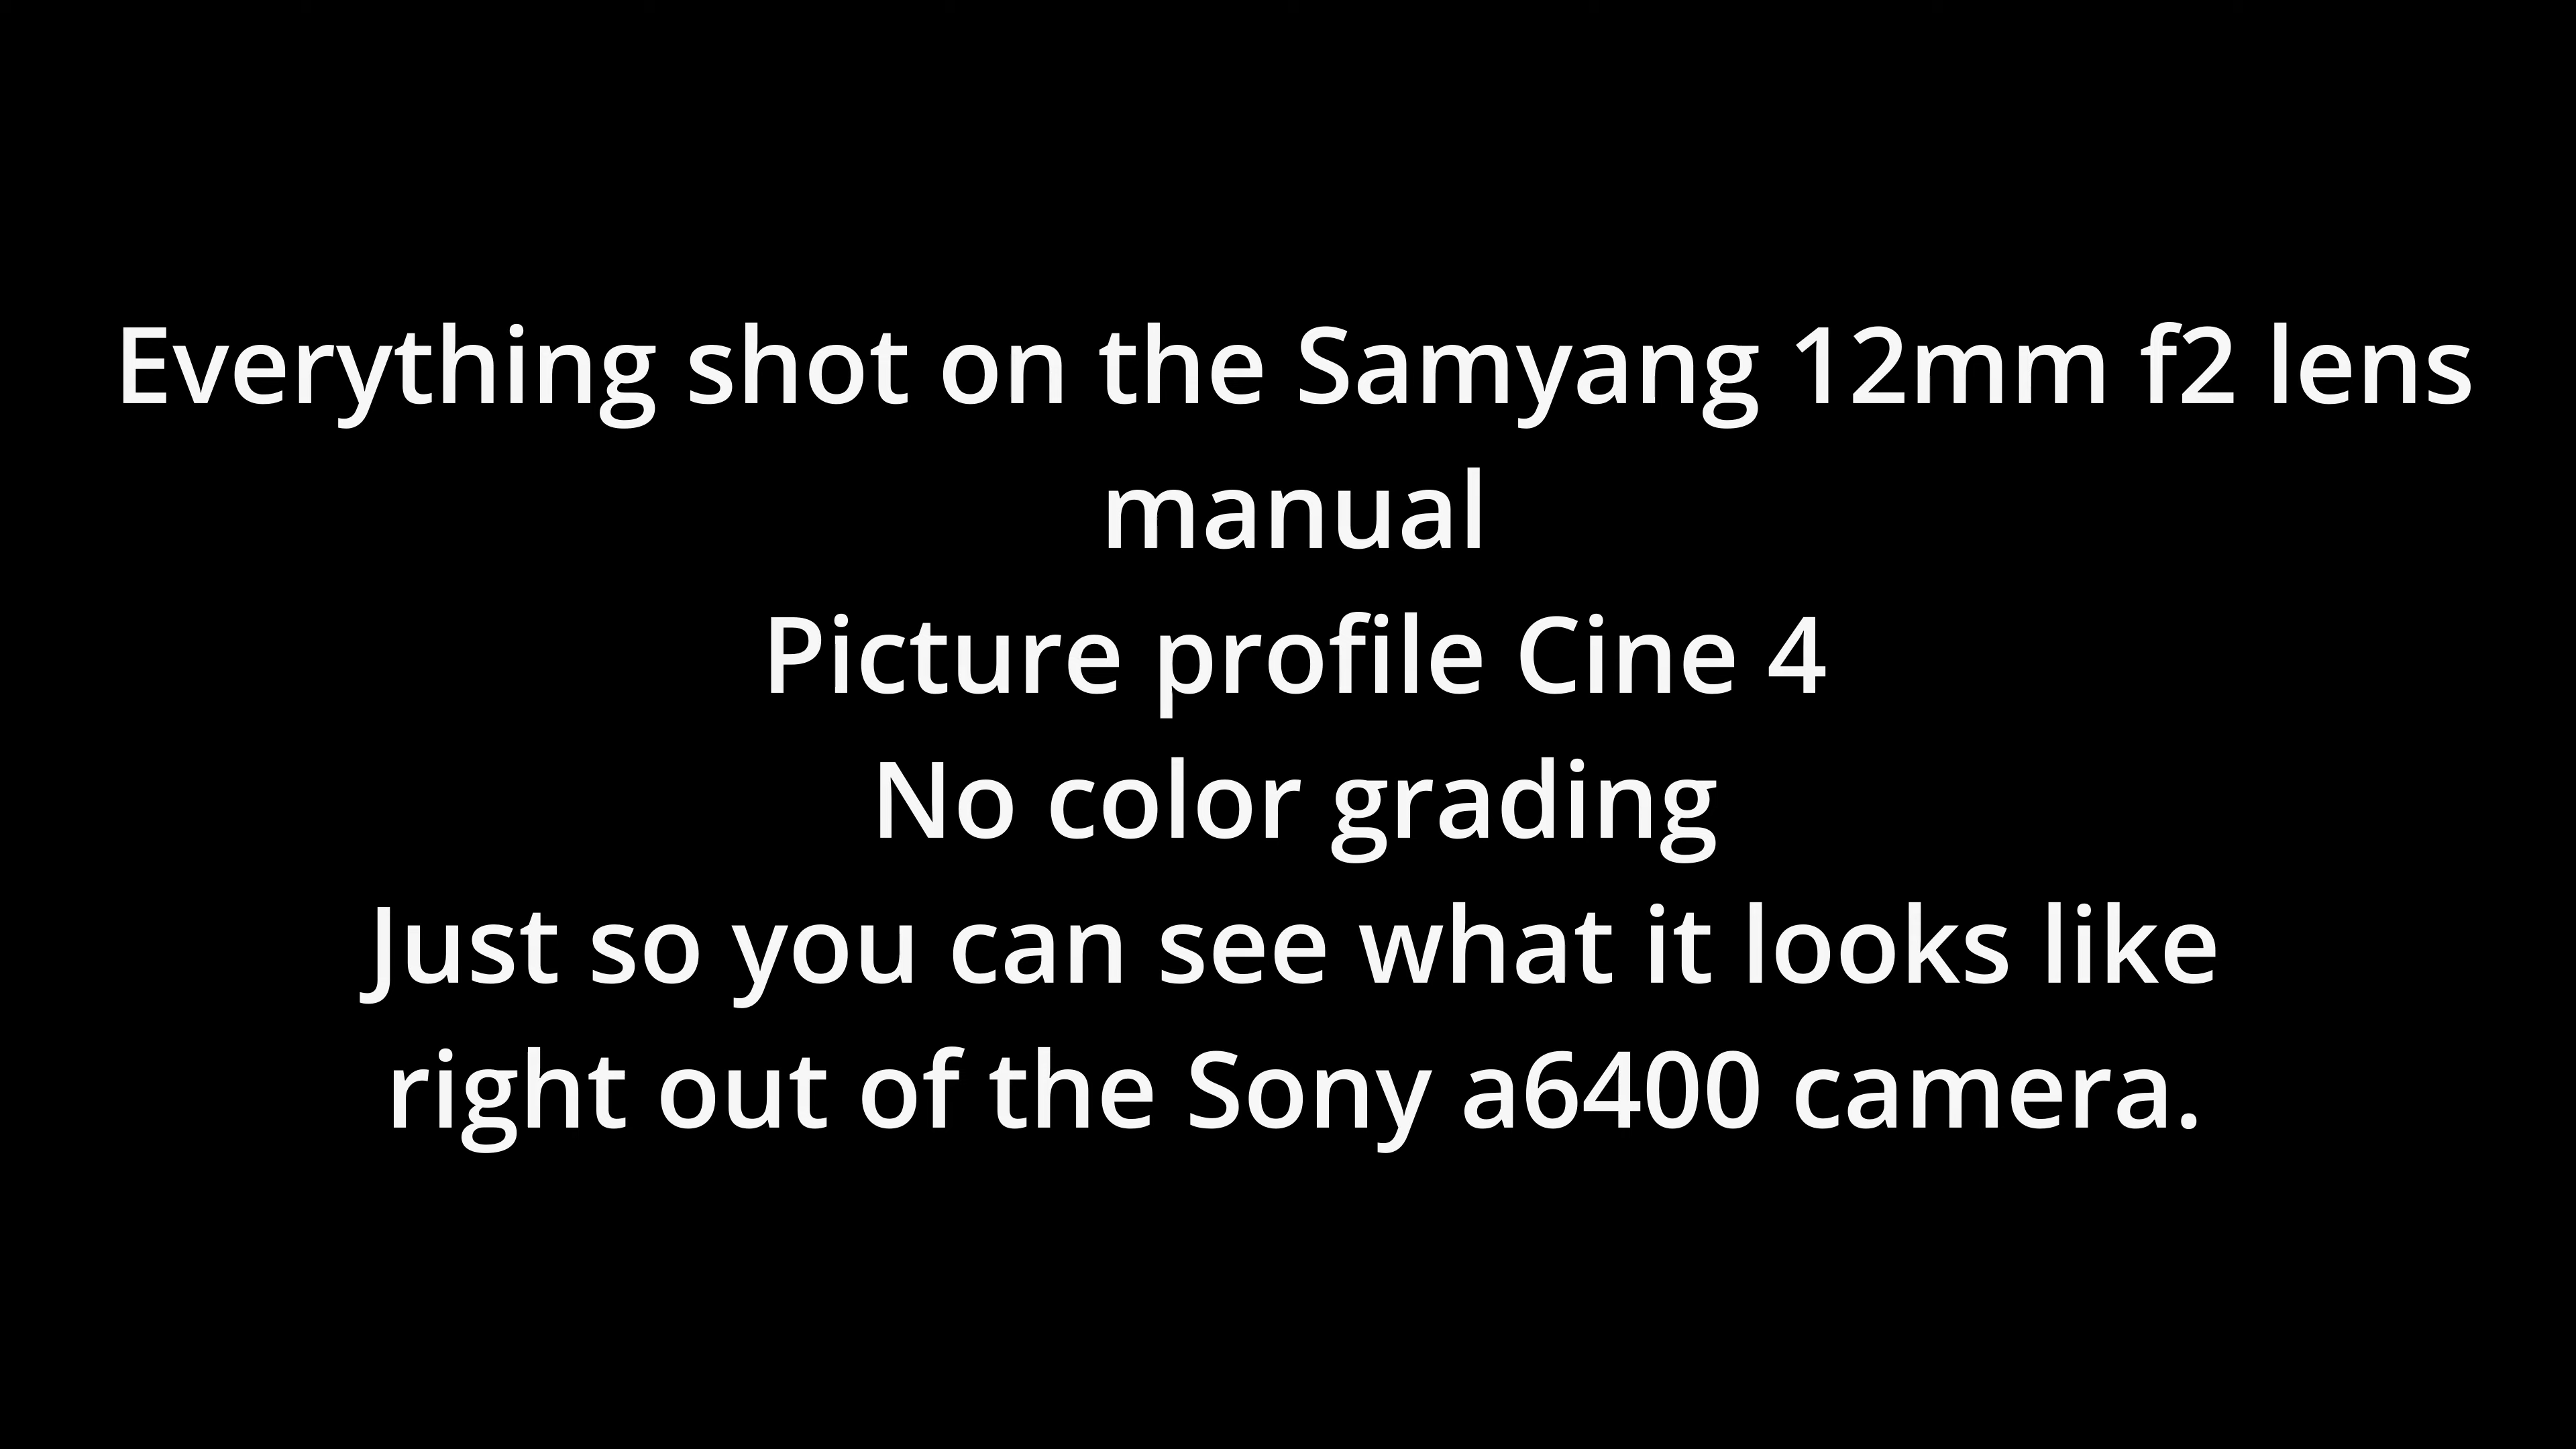 Everything shot on the Samyang 12mm f2 lens
manual
Picture profile Cine 4
No color grading
Just so you can see what it looks like
right out of the Sony a6400 camera.